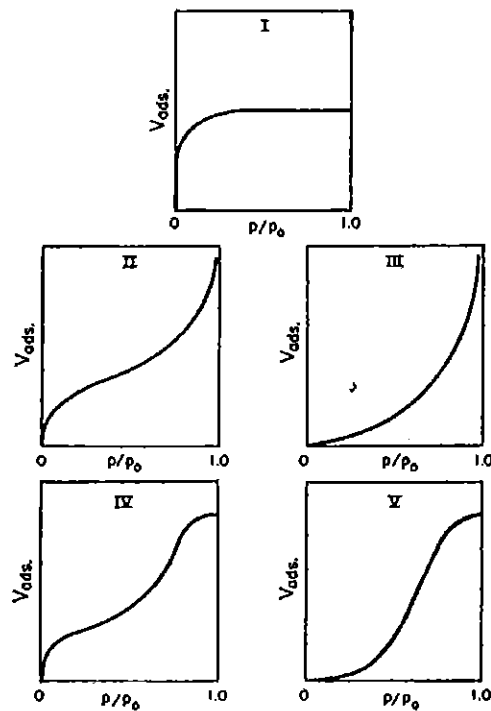 I
Vads.
0 p/p₀ 1.0
II
Vads.
0 p/p₀ 1.0
III
Vads.
0 p/p₀ 1.0
IV
Vads.
0 p/p₀ 1.0
V
Vads.
0 p/p₀ 1.0